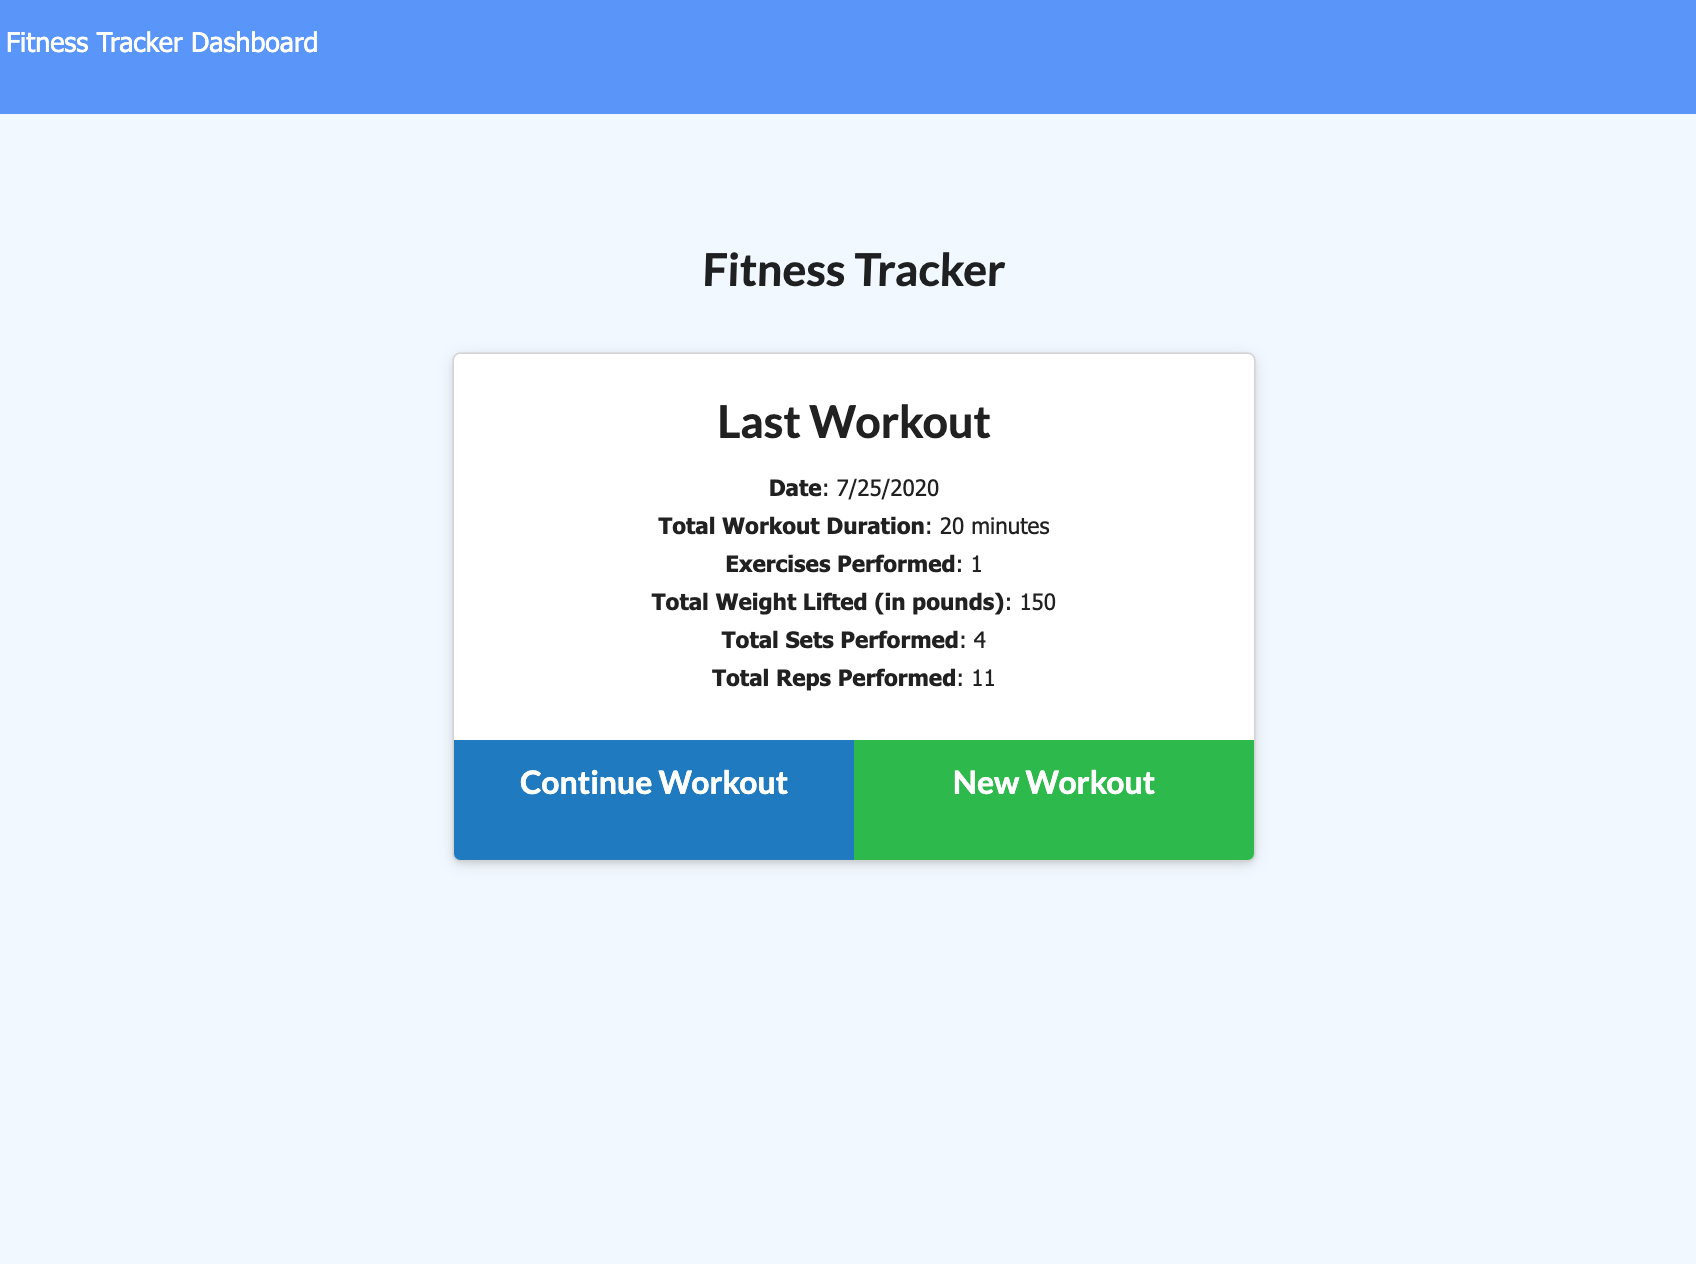 Fitness Tracker Dashboard
Fitness Tracker
Last Workout
Date: 7/25/2020
Total Workout Duration: 20 minutes
Exercises Performed: 1
Total Weight Lifted (in pounds): 150
Total Sets Performed: 4
Total Reps Performed: 11
Continue Workout
New Workout